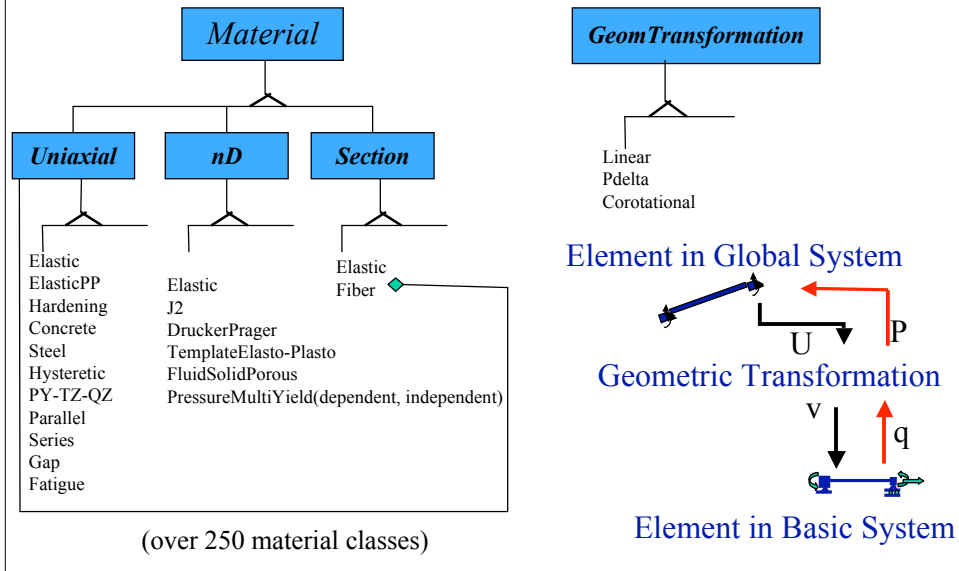 Material
GeomTransformation
Uniaxial
nD
Section
Elastic
ElasticPP
Hardening
Concrete
Steel
Hysteretic
PY-TZ-QZ
Parallel
Series
Gap
Fatigue
Elastic
J2
DruckerPrager
TemplateElasto-Plasto
FluidSolidPorous
PressureMultiYield(dependent, independent)
Elastic
Fiber
(over 250 material classes)
Linear
Pdelta
Corotational
Element in Global System
U
P
Geometric Transformation
v
q
Element in Basic System